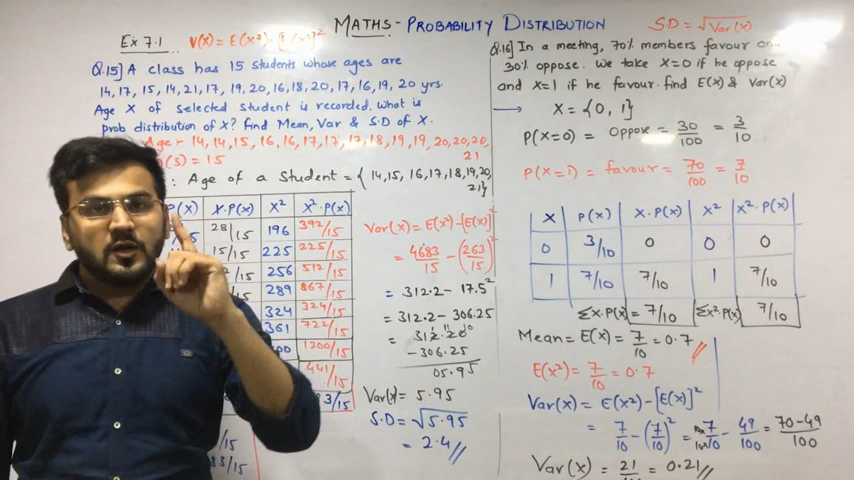 MATHS - PROBABILITY DISTRIBUTION
Ex 7.1
V(X) = E(X²) - [E(X)]²
S.D = √Var(X)
Q.15] A class has 15 students whose ages are
14, 17, 15, 14, 21, 17, 19, 20, 16, 18, 20, 17, 16, 19, 20 yrs.
Age X of selected student is recorded. What is
prob distribution of X? find Mean, Var & S.D of X.
Age = 14, 14, 15, 16, 16, 17, 17, 17, 18, 19, 19, 20, 20, 20,
21
(S) = 15
: Age of a Student = { 14, 15, 16, 17, 18, 19, 20,
21}
P(X) X.P(X) X² X².P(X)
/15 28/15 196 392/15
15/15 225 225/15
/15 256 512/15
289 867/15
324 324/15
361 722/15
00 1200/15
441/15
83/15
/15
83/15
Var(X) = E(X²) - [E(X)]²
= 4683/15 - (263/15)²
= 312.2 - 17.5²
= 312.2 - 306.25
= 312.20
- 306.25
05.95
Var(X) = 5.95
S.D = √5.95
= 2.4 //
Q.16] In a meeting, 70% members favour
30% oppose. We take X=0 if he oppose
and X=1 if he favour. find E(X) & Var(X)
→ X = {0, 1}
P(X=0) = Oppose = 30/100 = 3/10
P(X=1) = favour = 70/100 = 7/10
X P(X) X.P(X) X² X².P(X)
0 3/10 0 0 0
1 7/10 7/10 1 7/10
ΣX.P(X) = 7/10 ΣX².P(X) 7/10
Mean = E(X) = 7/10 = 0.7 //
E(X²) = 7/10 = 0.7
Var(X) = E(X²) - [E(X)]²
= 7/10 - (7/10)² = 7/10 - 49/100 = 70-49/100
Var(X) = 21/ = 0.21 //